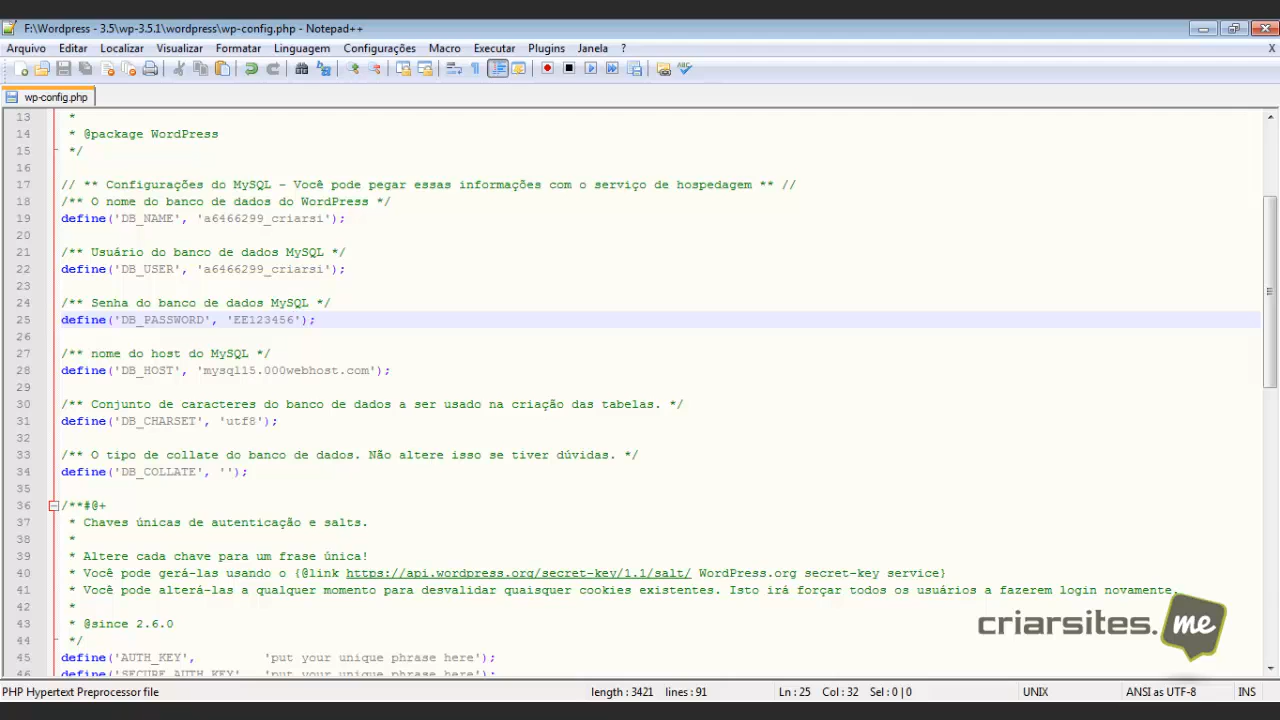 F:\Wordpress - 3.5\wp-3.5.1\wordpress\wp-config.php - Notepad++
Arquivo Editar Localizar Visualizar Formatar Linguagem Configurações Macro Executar Plugins Janela ? X
wp-config.php
13 *
14 * @package WordPress
15 */
16
17 // ** Configurações do MySQL - Você pode pegar essas informações com o serviço de hospedagem ** //
18 /** O nome do banco de dados do WordPress */
19 define('DB_NAME', 'a6466299_criarsi');
20
21 /** Usuário do banco de dados MySQL */
22 define('DB_USER', 'a6466299_criarsi');
23
24 /** Senha do banco de dados MySQL */
25 define('DB_PASSWORD', 'EE123456');
26
27 /** nome do host do MySQL */
28 define('DB_HOST', 'mysql15.000webhost.com');
29
30 /** Conjunto de caracteres do banco de dados a ser usado na criação das tabelas. */
31 define('DB_CHARSET', 'utf8');
32
33 /** O tipo de collate do banco de dados. Não altere isso se tiver dúvidas. */
34 define('DB_COLLATE', '');
35
36 /**#@+
37 * Chaves únicas de autenticação e salts.
38 *
39 * Altere cada chave para um frase única!
40 * Você pode gerá-las usando o {@link https://api.wordpress.org/secret-key/1.1/salt/ WordPress.org secret-key service}
41 * Você pode alterá-las a qualquer momento para desvalidar quaisquer cookies existentes. Isto irá forçar todos os usuários a fazerem login novamente.
42 *
43 * @since 2.6.0
44 */
45 define('AUTH_KEY', 'put your unique phrase here');
46 define('SECURE_AUTH_KEY', 'put your unique phrase here');
criarsites.me
PHP Hypertext Preprocessor file length : 3421 lines : 91 Ln : 25 Col : 32 Sel : 0 | 0 UNIX ANSI as UTF-8 INS